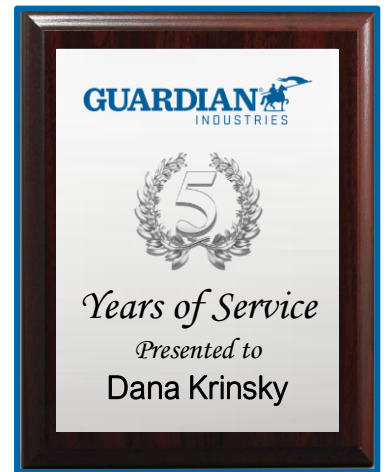 GUARDIAN®
INDUSTRIES
5
Years of Service
Presented to
Dana Krinsky